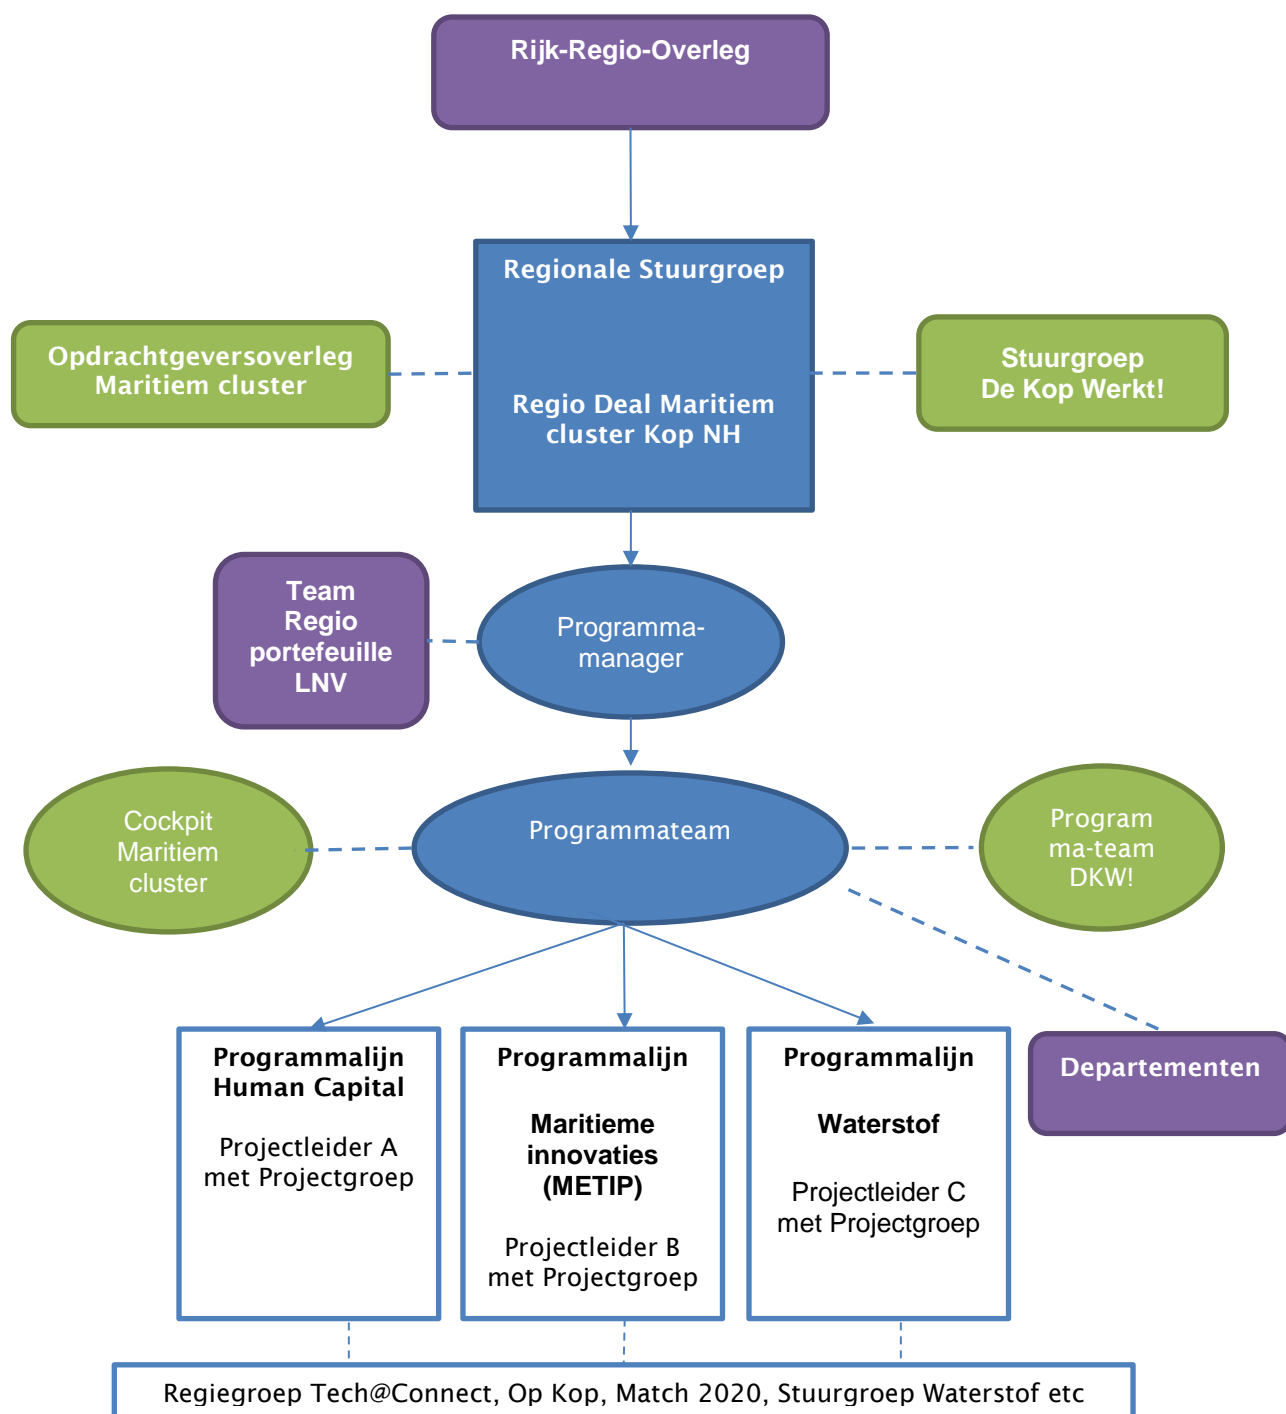 Rijk-Regio-Overleg
Regionale Stuurgroep
Regio Deal Maritiem
cluster Kop NH
Opdrachtgeversoverleg
Maritiem cluster
Stuurgroep
De Kop Werkt!
Team
Regio
portefeuille
LNV
Programma-
manager
Cockpit
Maritiem
cluster
Programmateam
Program
ma-team
DKW!
Programmalijn
Human Capital
Projectleider A
met Projectgroep
Programmalijn
Maritieme
innovaties
(METIP)
Projectleider B
met Projectgroep
Programmalijn
Waterstof
Projectleider C
met Projectgroep
Departementen
Regiegroep Tech@Connect, Op Kop, Match 2020, Stuurgroep Waterstof etc